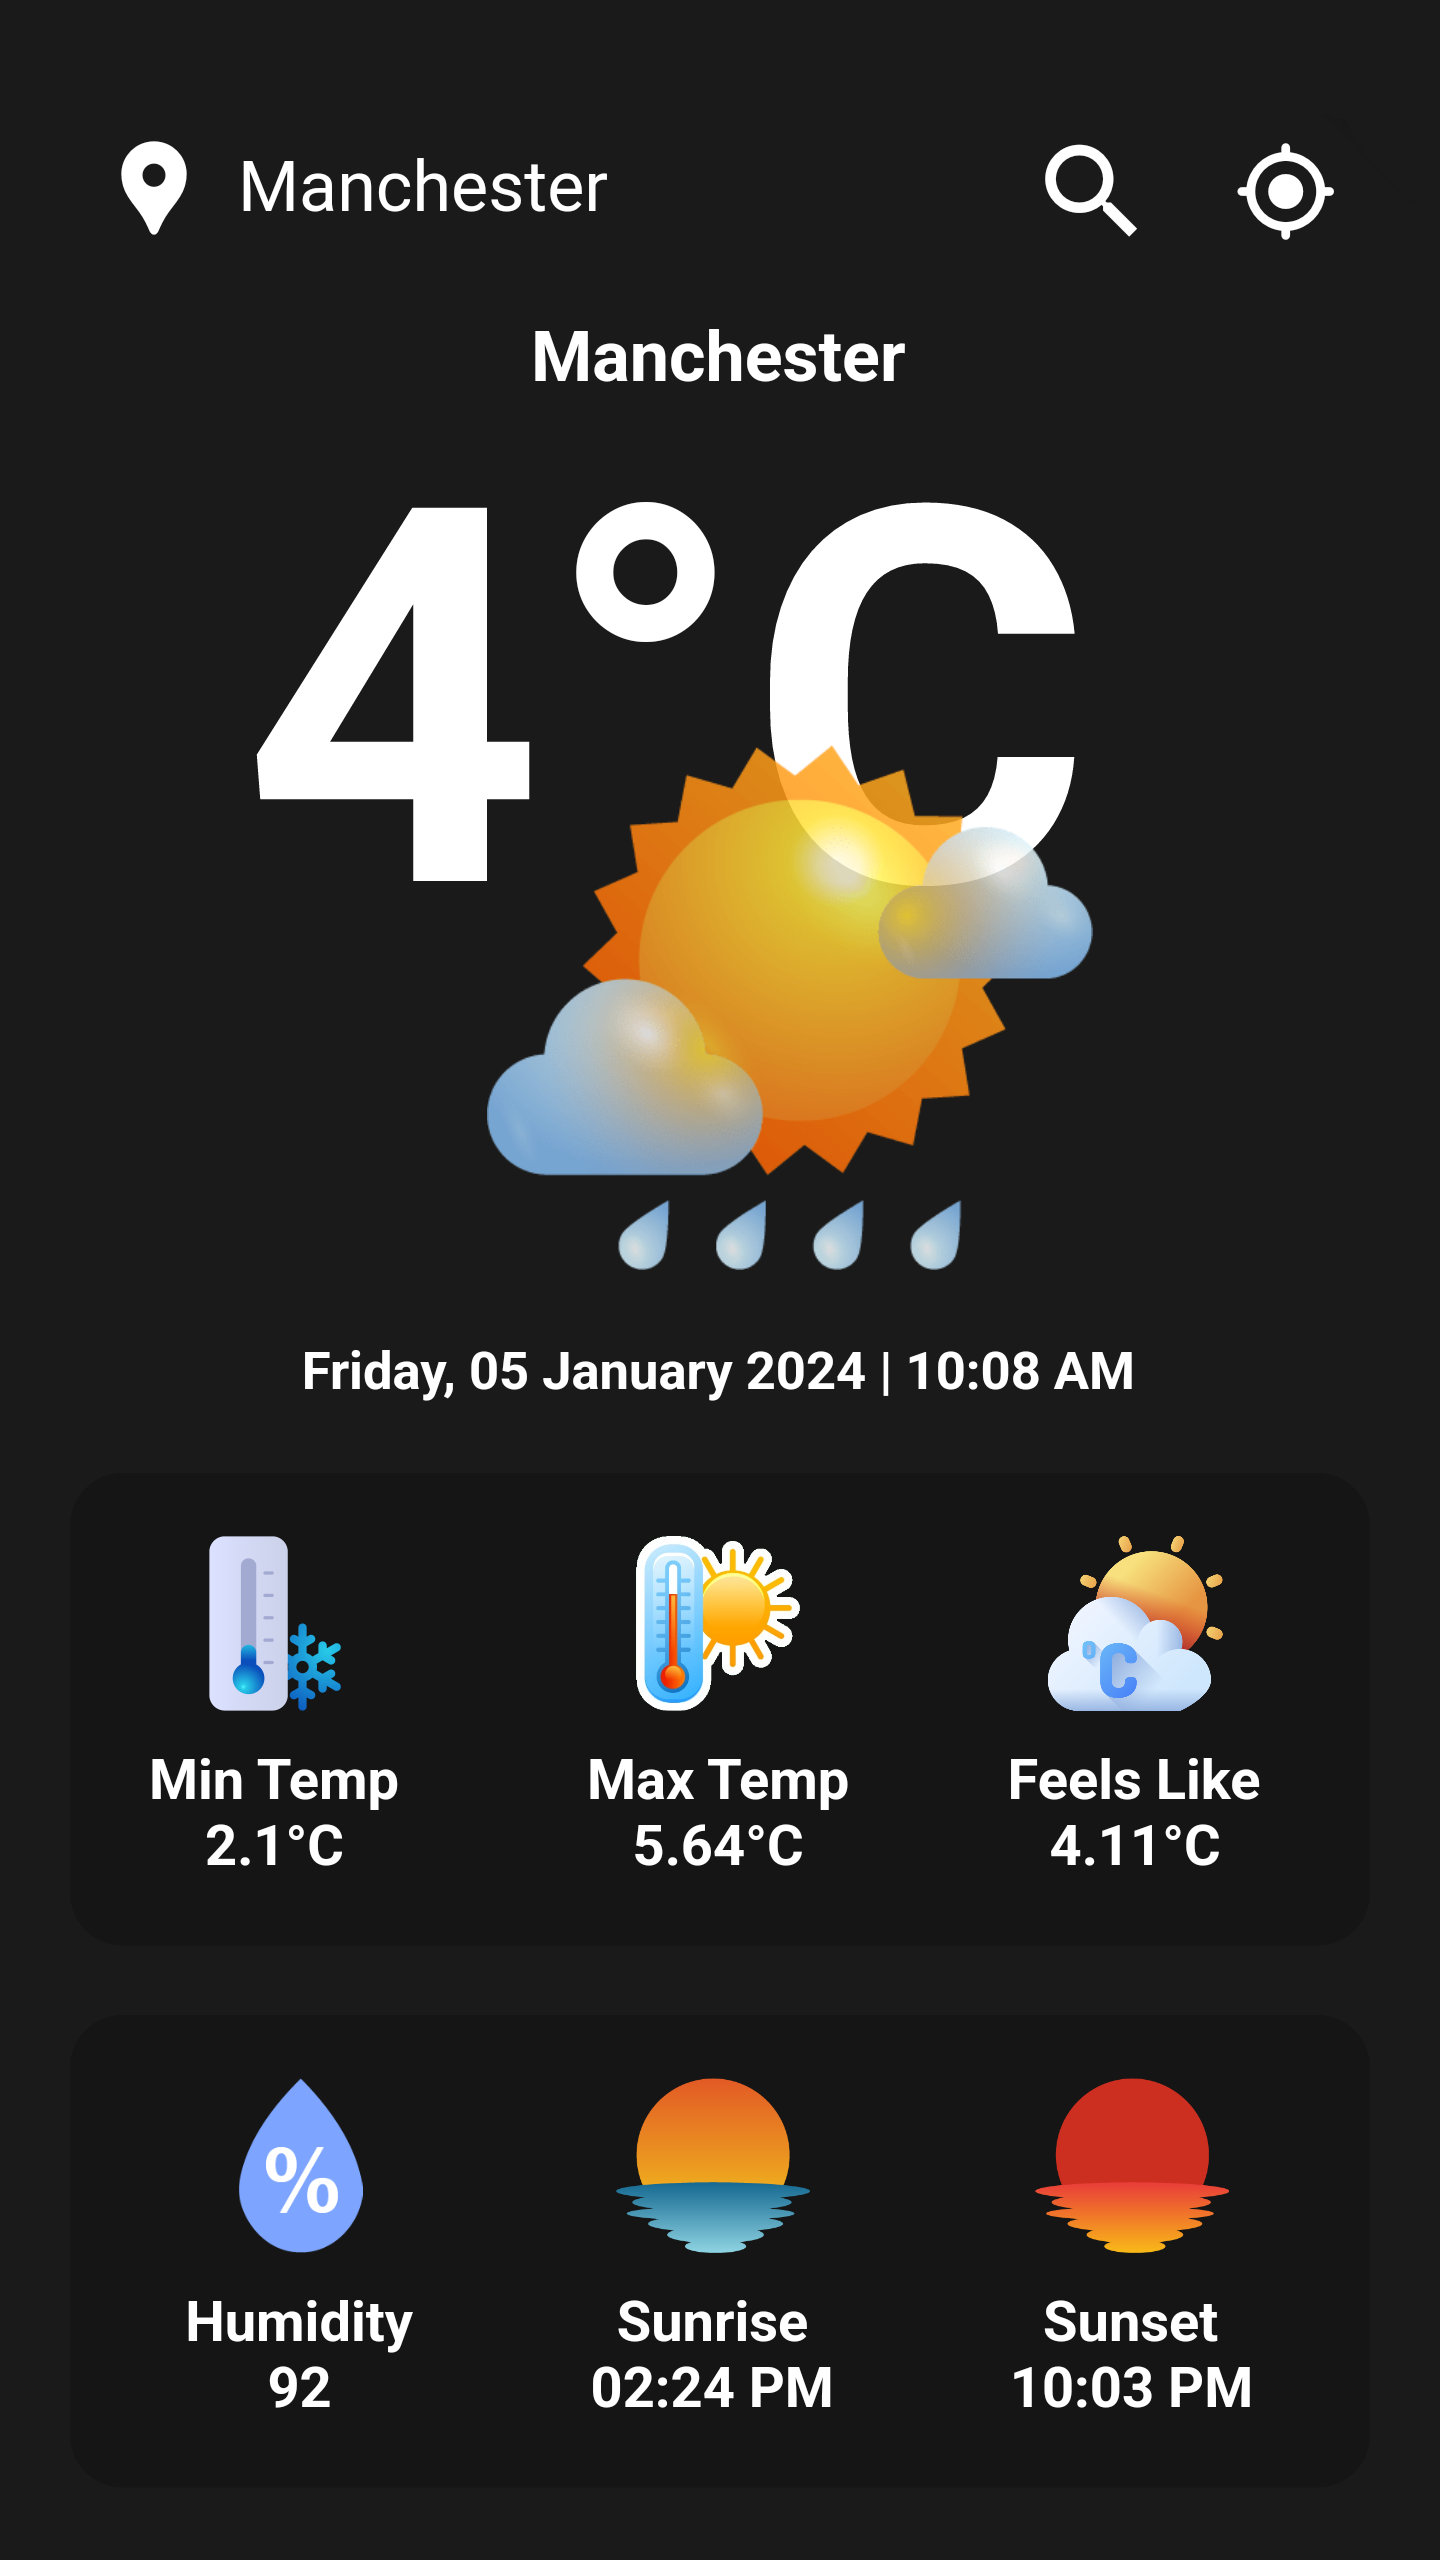 Manchester
Manchester
4°C
Friday, 05 January 2024 | 10:08 AM
Min Temp
2.1°C
Max Temp
5.64°C
°C
Feels Like
4.11°C
%
Humidity
92
Sunrise
02:24 PM
Sunset
10:03 PM